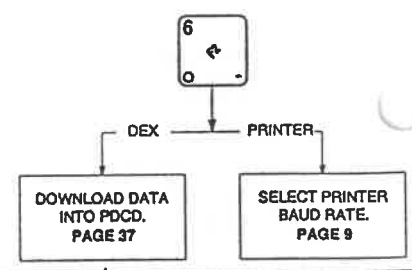 6
O -
DEX PRINTER
DOWNLOAD DATA
INTO PDCD.
PAGE 37
SELECT PRINTER
BAUD RATE.
PAGE 9